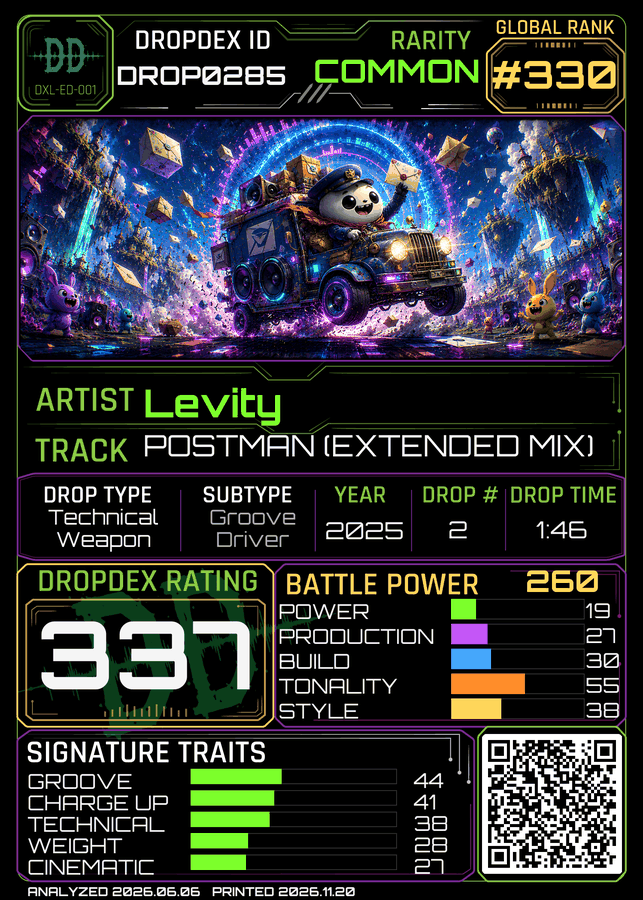 DD
DXL-ED-001
DROPDEX ID
DROP0285
RARITY
COMMON
GLOBAL RANK
#330
ARTIST Levity
TRACK POSTMAN (EXTENDED MIX)
DROP TYPE
Technical
Weapon
SUBTYPE
Groove
Driver
YEAR
2025
DROP #
2
DROP TIME
1:46
DROPDEX RATING
337
BATTLE POWER 260
POWER 19
PRODUCTION 27
BUILD 30
TONALITY 55
STYLE 38
SIGNATURE TRAITS
GROOVE 44
CHARGE UP 41
TECHNICAL 38
WEIGHT 28
CINEMATIC 27
ANALYZED 2026.06.06 PRINTED 2026.11.20